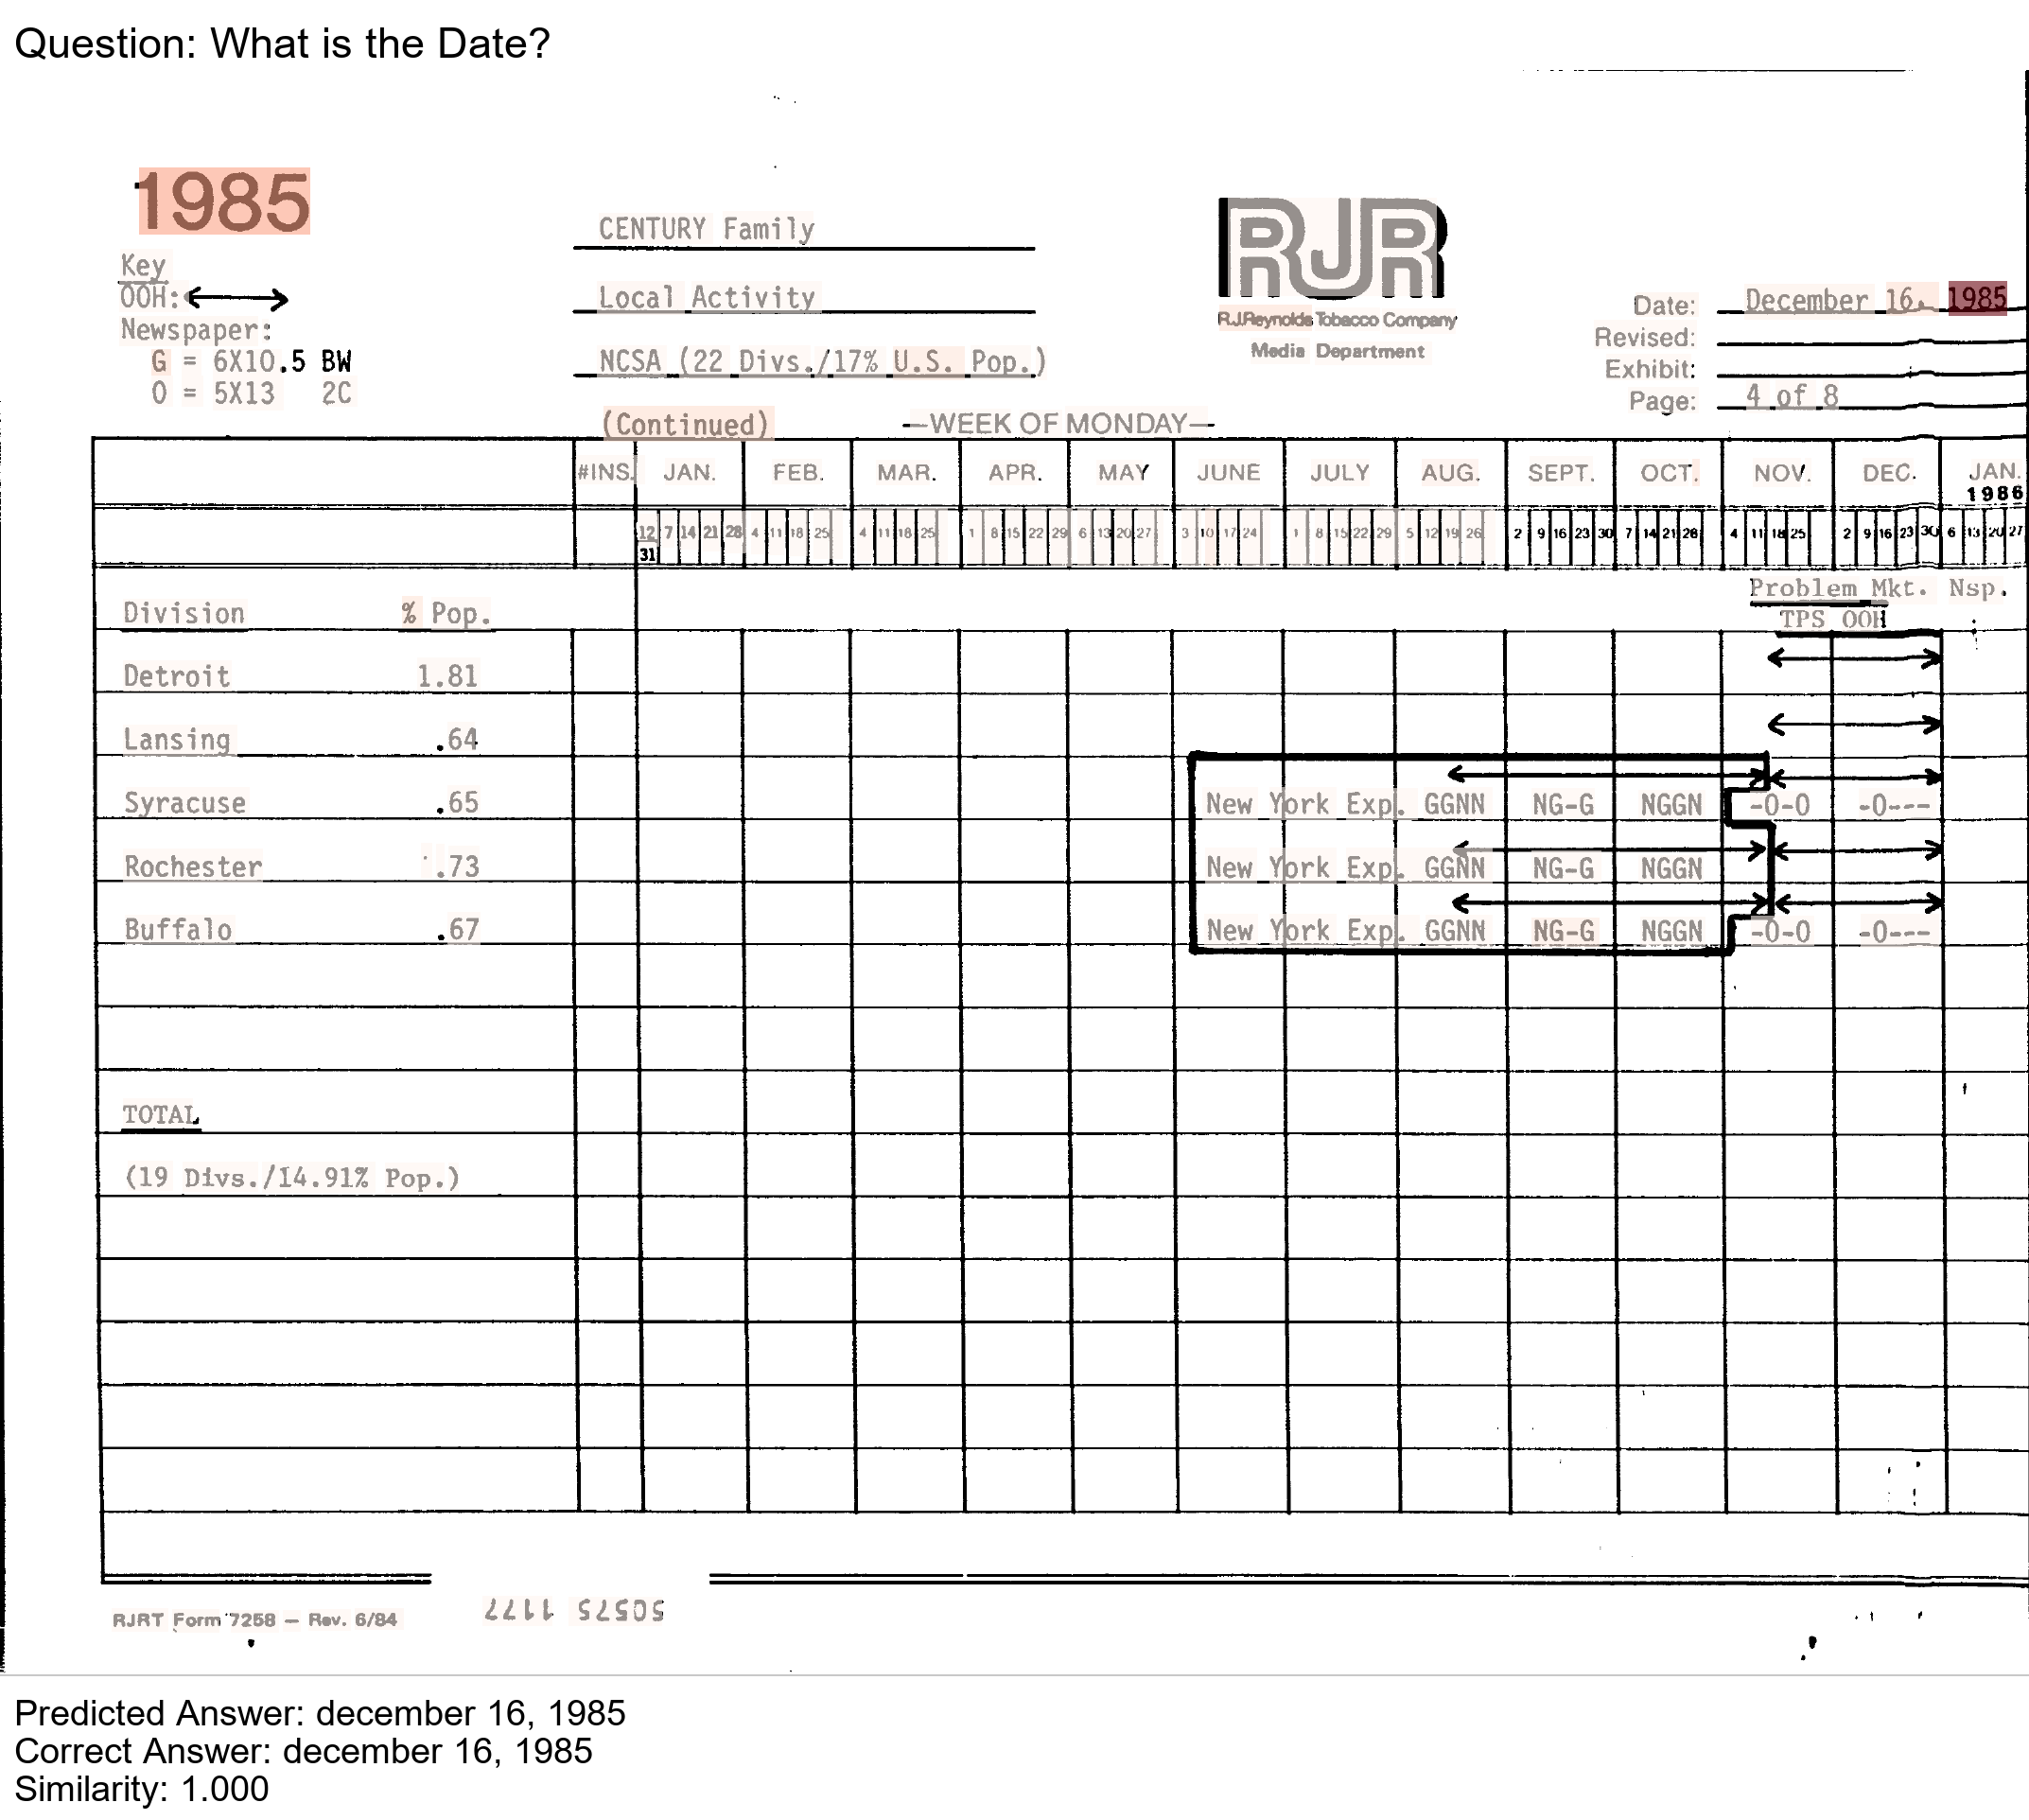 Question: What is the Date?
1985
Key
OOH:
Newspaper:
G = 6X10.5 BW
O = 5X13 2C
CENTURY Family
Local Activity
NCSA (22 Divs./17% U.S. Pop.)
(Continued)
RJR
R.J.Reynolds Tobacco Company
Media Department
Date: December 16, 1985
Revised:
Exhibit:
Page: 4 of 8
—WEEK OF MONDAY—
#INS. JAN. FEB. MAR. APR. MAY JUNE JULY AUG. SEPT. OCT. NOV. DEC. JAN. 1986
12/31 7 14 21 28 4 11 18 25 4 11 18 25 1 8 15 22 29 6 13 20 27 3 10 17 24 1 8 15 22 29 5 12 19 26 2 9 16 23 30 7 14 21 28 4 11 18 25 2 9 16 23 30 6 13 20 27
Problem Mkt. Nsp.
Division % Pop. TPS OOH
Detroit 1.81
Lansing .64
Syracuse .65 New York Exp. GGNN NG-G NGGN -0-0 -0---
Rochester .73 New York Exp. GGNN NG-G NGGN
Buffalo .67 New York Exp. GGNN NG-G NGGN -0-0 -0---
TOTAL
(19 Divs./14.91% Pop.)
RJRT Form 7258 — Rev. 6/84
50575 1177
Predicted Answer: december 16, 1985
Correct Answer: december 16, 1985
Similarity: 1.000